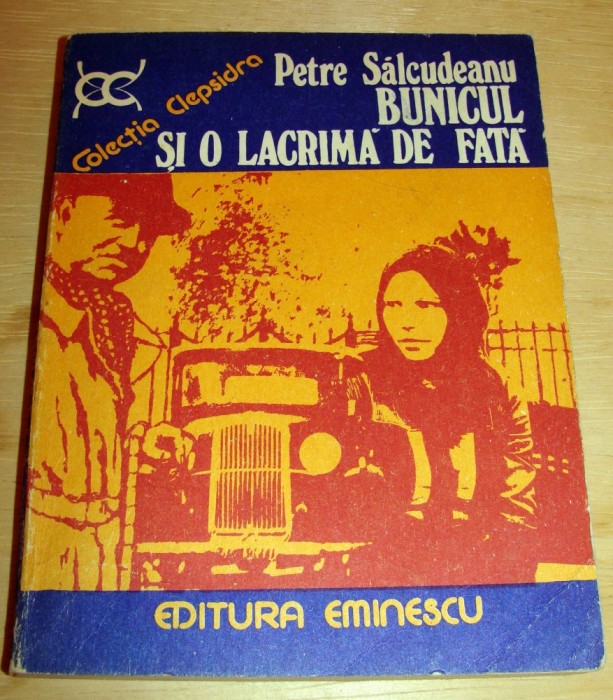 Colecția Clepsidra
Petre Sălcudeanu
BUNICUL
ȘI O LACRIMĂ DE FATĂ
EDITURA EMINESCU